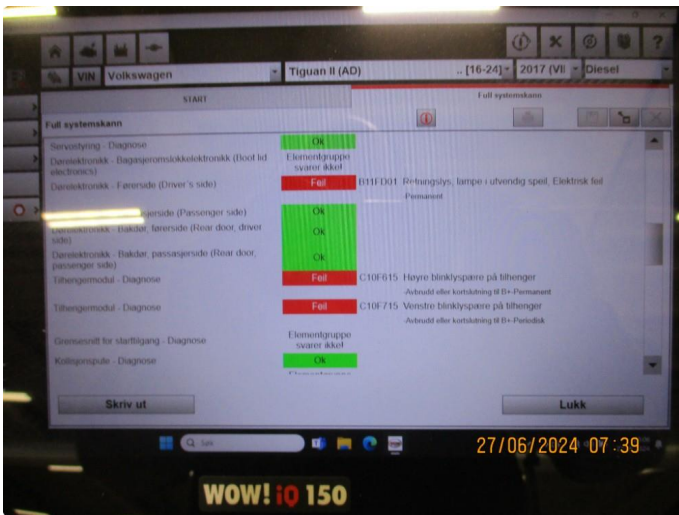 ?
VIN Volkswagen Tiguan II (AD) .. [16-24] 2017 (VII Diesel
START Full systemskann
Full systemskann
Servostyring - Diagnose Ok
Dørelektronikk - Bagasjeromslokkelektronikk (Boot lid electronics) Elementgruppe svarer ikke!
Dørelektronikk - Førerside (Driver's side) Feil B11FD01 Retningslys, lampe i utvendig speil, Elektrisk feil
Permanent
(Passenger side) Ok
Dørelektronikk - Bakdør, førerside (Rear door, driver side) Ok
Dørelektronikk - Bakdør, passasjerside (Rear door, passenger side) Ok
Tilhengermodul - Diagnose Feil C10F615 Høyre blinklyspære på tilhenger
-Avbrudd eller kortslutning til B+-Permanent
Tilhengermodul - Diagnose Feil C10F715 Venstre blinklyspære på tilhenger
-Avbrudd eller kortslutning til B+-Periodisk
Grensesnitt for starttilgang - Diagnose Elementgruppe svarer ikke!
Kollisjonspute - Diagnose Ok
Skriv ut Lukk
Søk
27/06/2024 07:39
WOW! iQ 150